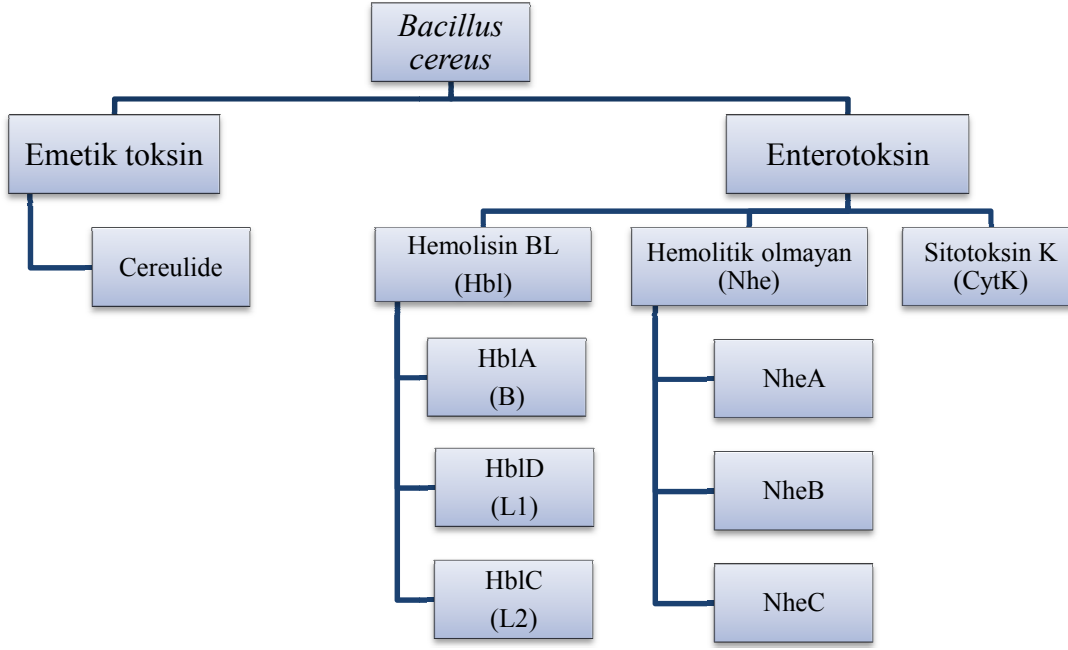 Bacillus
cereus
Emetik toksin
Enterotoksin
Cereulide
Hemolisin BL
(Hbl)
Hemolitik olmayan
(Nhe)
Sitotoksin K
(CytK)
HblA
(B)
HblD
(L1)
HblC
(L2)
NheA
NheB
NheC